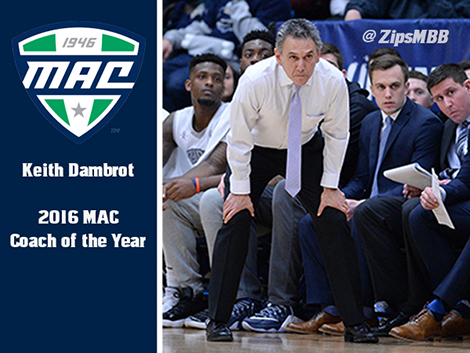 1946
MAC
Keith Dambrot
2016 MAC
Coach of the Year
@ZipsMBB